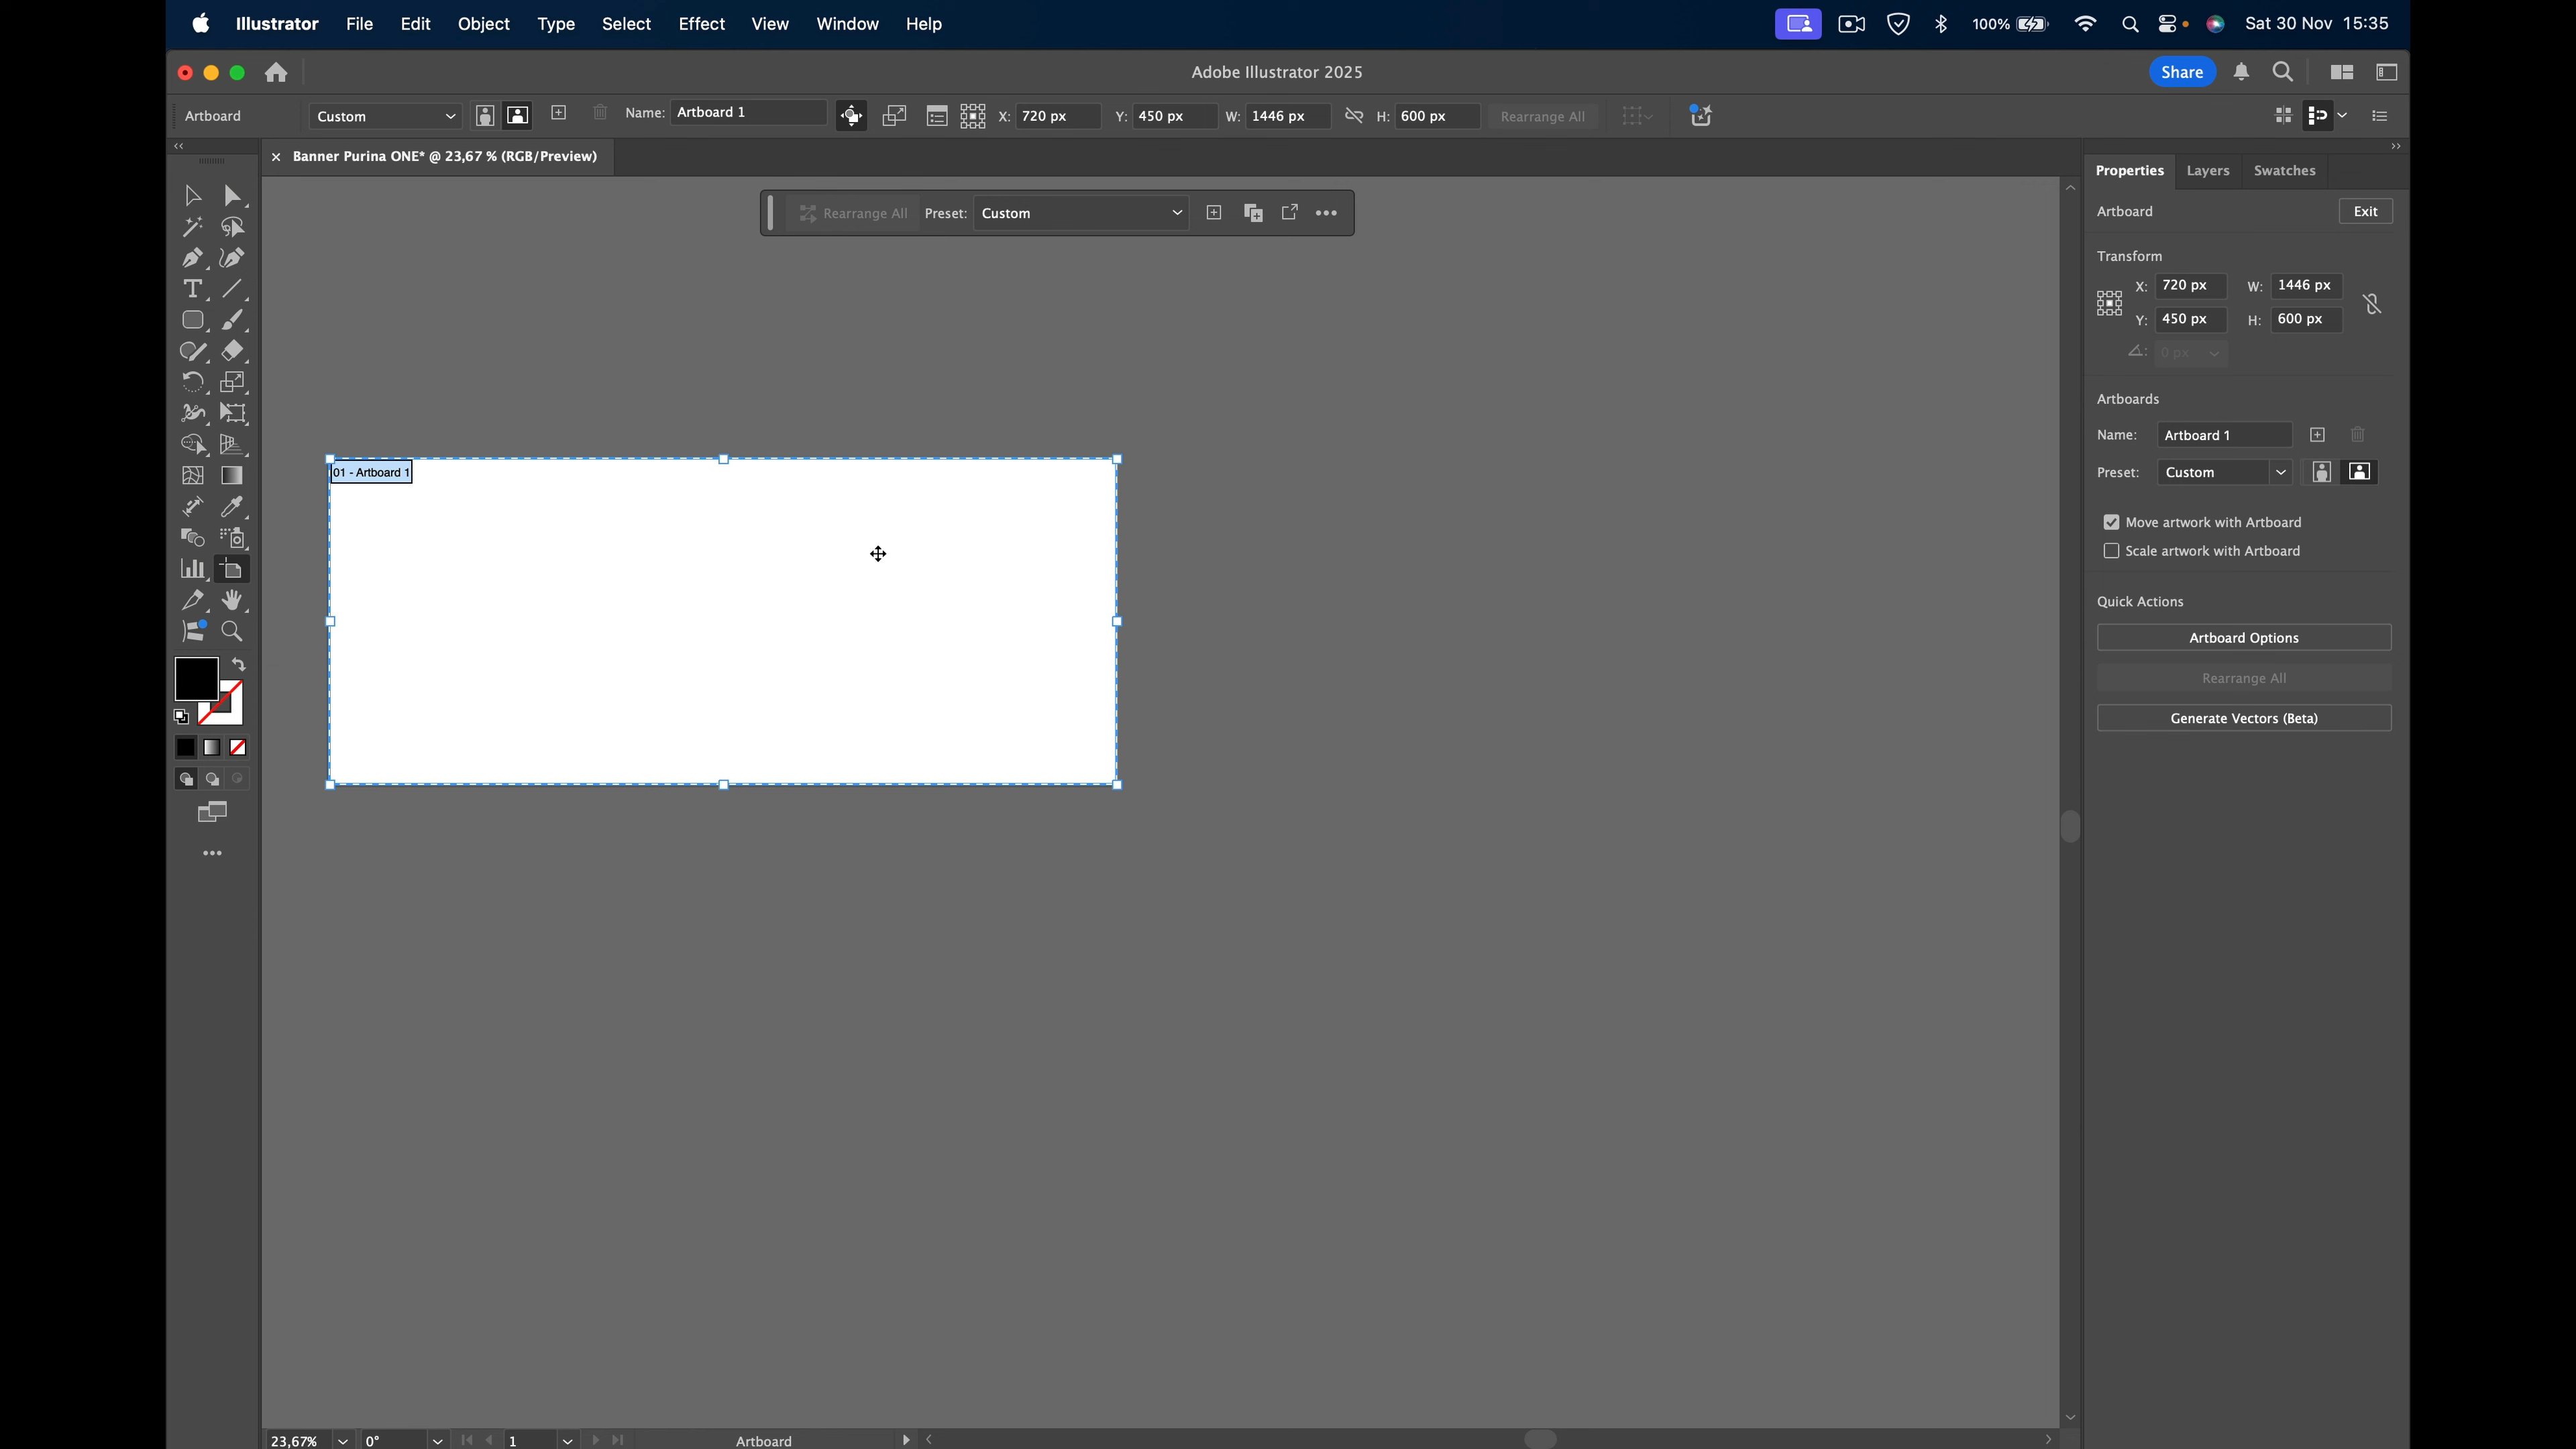 Illustrator File Edit Object Type Select Effect View Window Help 100% Sat 30 Nov 15:35
Adobe Illustrator 2025 Share
Artboard Custom Name: Artboard 1 X: 720 px Y: 450 px W: 1446 px H: 600 px Rearrange All
× Banner Purina ONE* @ 23,67 % (RGB/Preview)
Rearrange All Preset: Custom
01 - Artboard 1
Properties Layers Swatches
Artboard Exit
Transform
X: 720 px W: 1446 px
Y: 450 px H: 600 px
0 px
Artboards
Name: Artboard 1
Preset: Custom
Move artwork with Artboard
Scale artwork with Artboard
Quick Actions
Artboard Options
Rearrange All
Generate Vectors (Beta)
23,67% 0° 1 Artboard